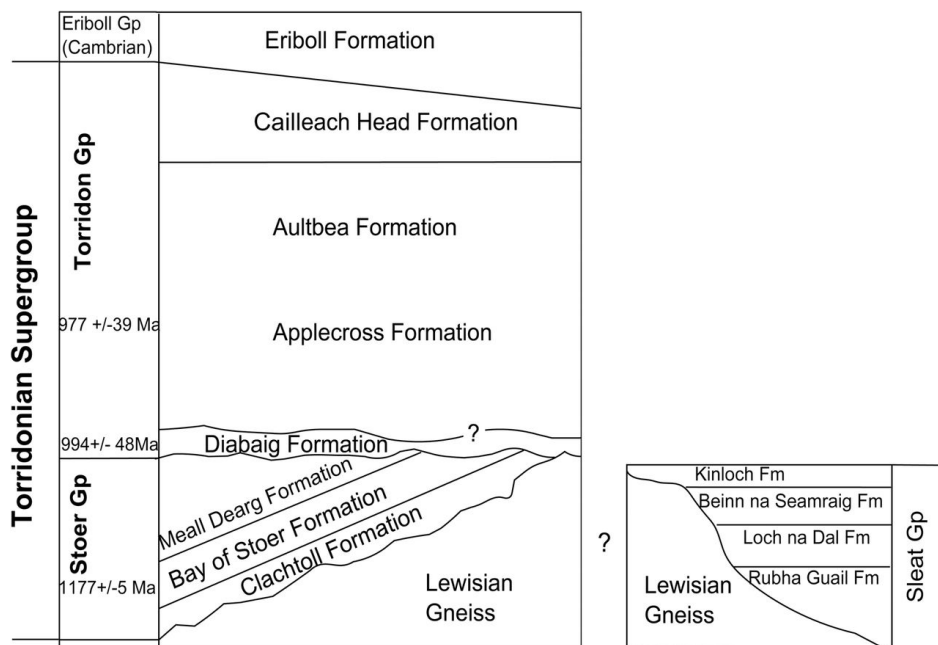 Eriboll Gp
(Cambrian)
Eriboll Formation
Torridonian Supergroup
Torridon Gp
Cailleach Head Formation
Aultbea Formation
977 +/-39 Ma
Applecross Formation
994+/- 48Ma
Diabaig Formation
?
Stoer Gp
1177+/-5 Ma
Meall Dearg Formation
Bay of Stoer Formation
Clachtoll Formation
Lewisian
Gneiss
?
Kinloch Fm
Beinn na Seamraig Fm
Loch na Dal Fm
Rubha Guail Fm
Lewisian
Gneiss
Sleat Gp